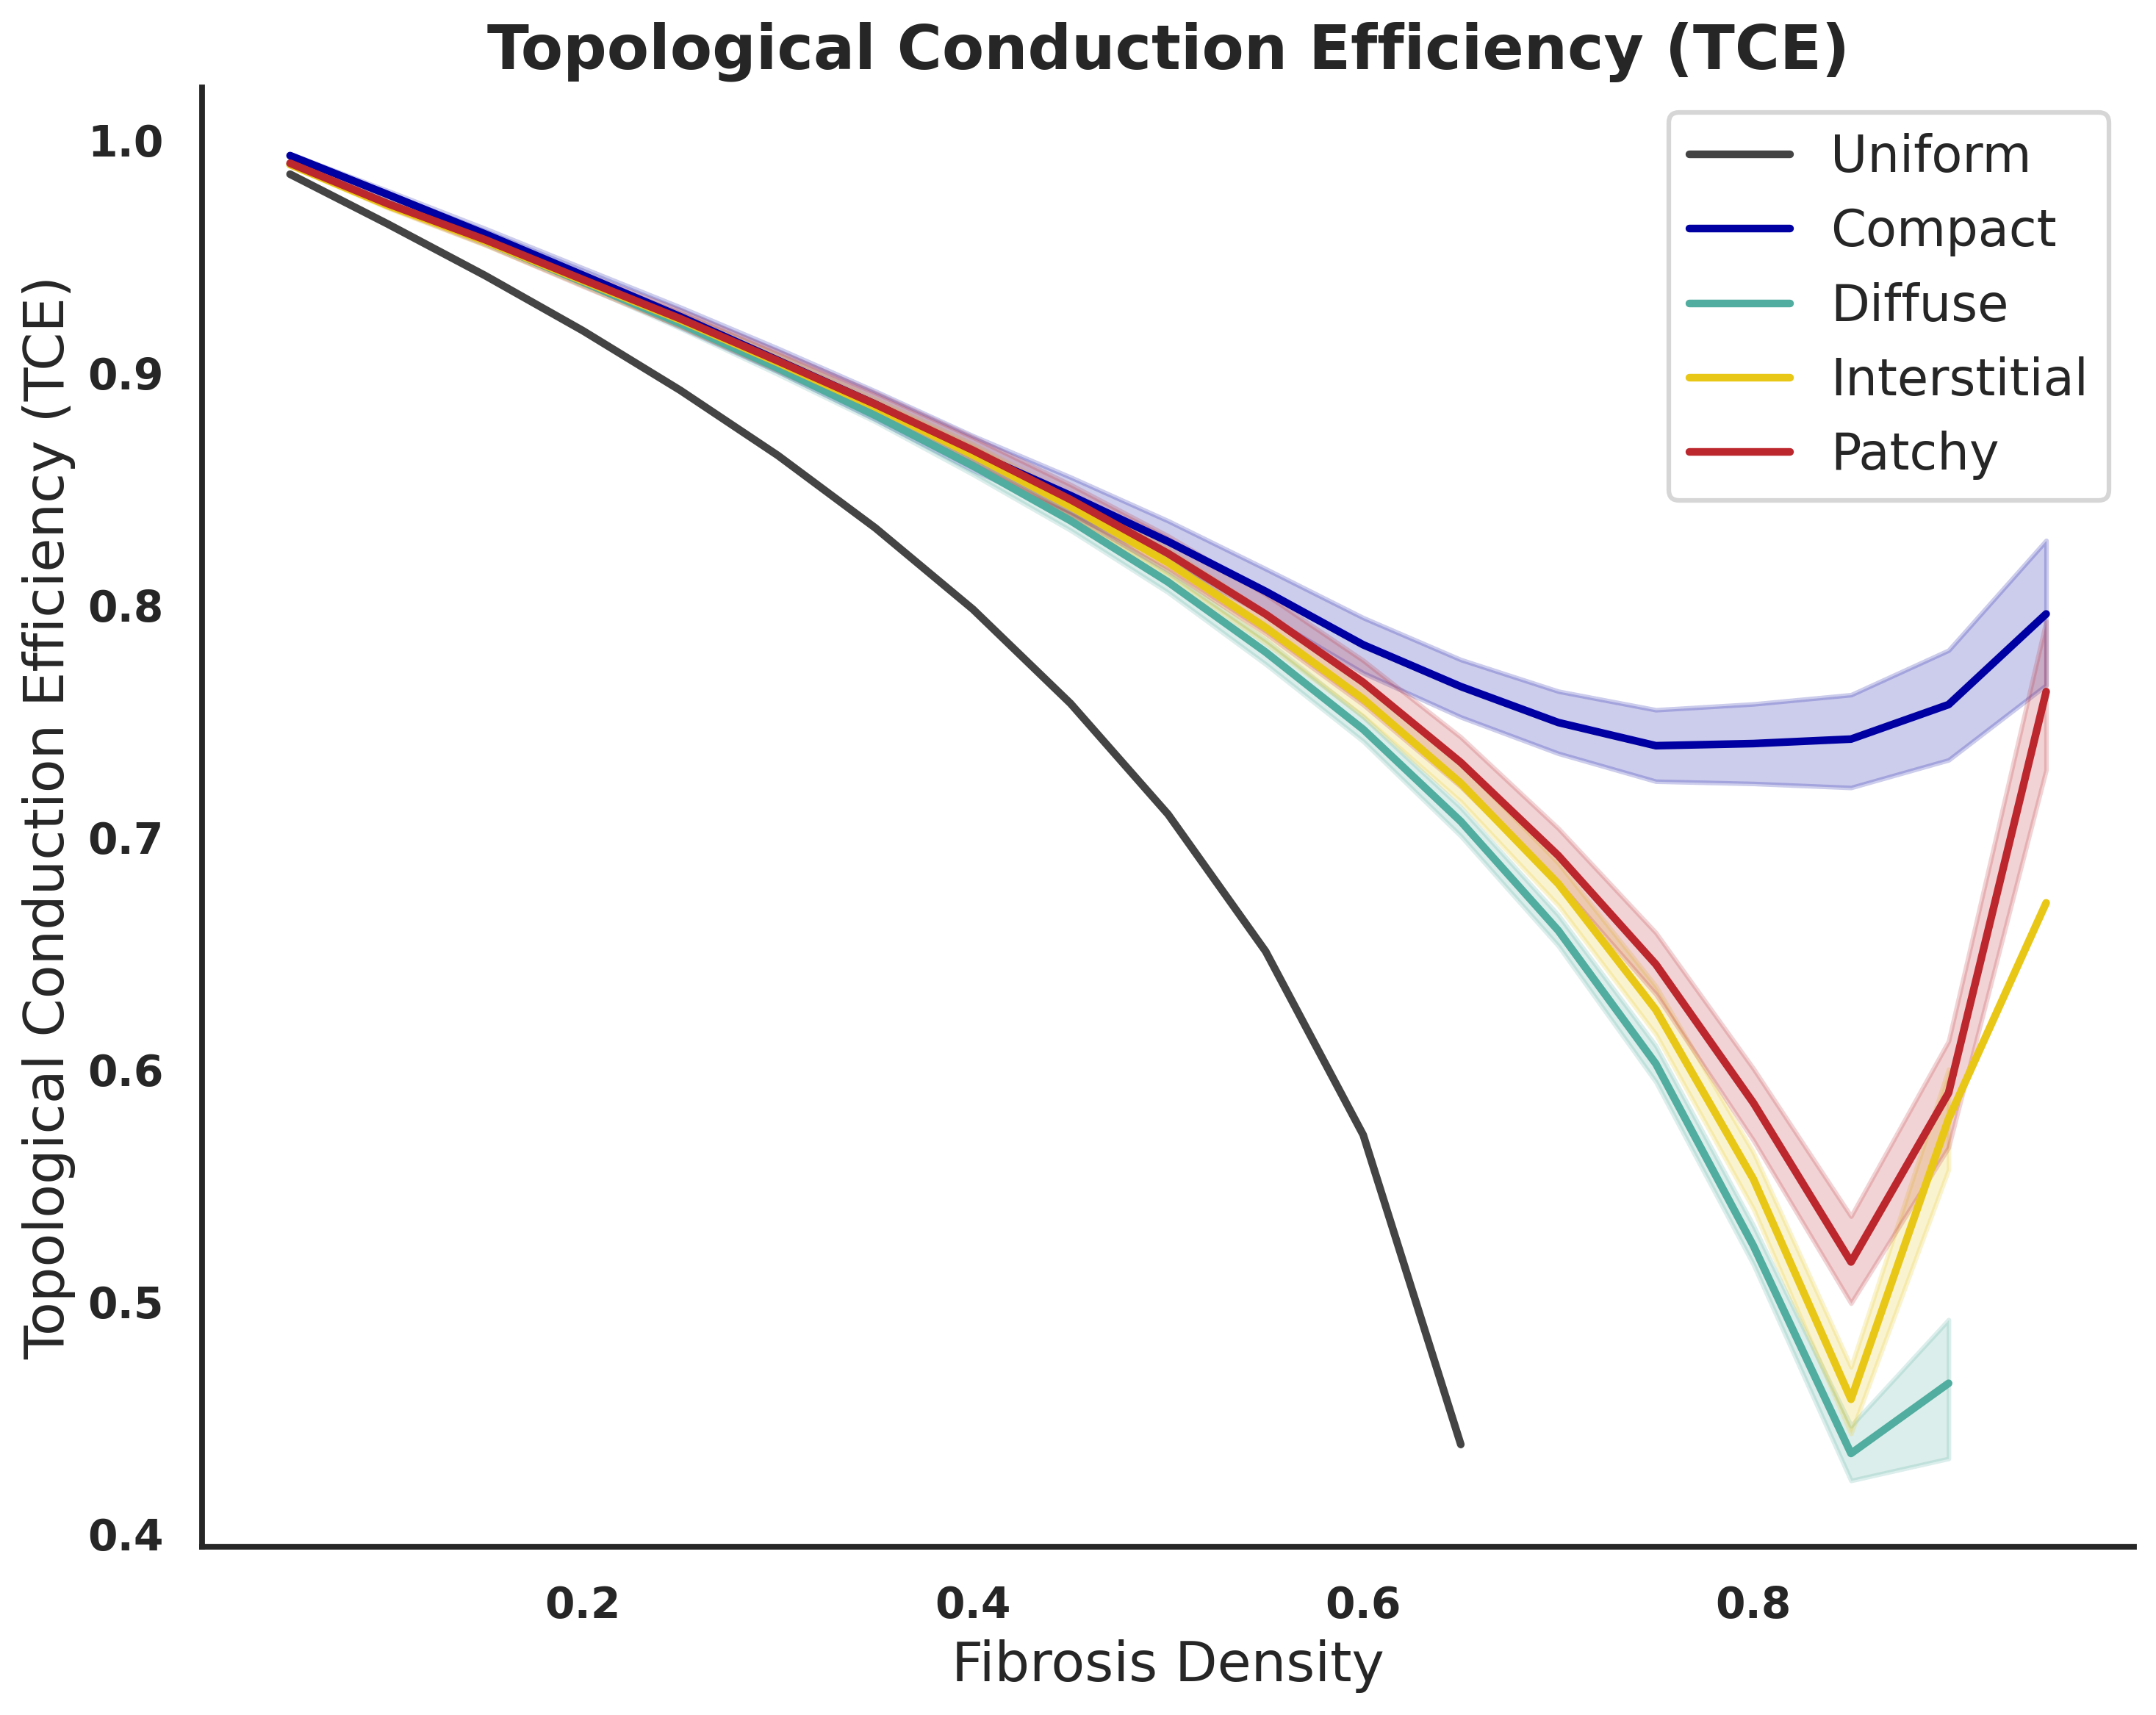 Topological Conduction Efficiency (TCE)
Topological Conduction Efficiency (TCE)
1.0
0.9
0.8
0.7
0.6
0.5
0.4
Uniform
Compact
Diffuse
Interstitial
Patchy
0.2
0.4
0.6
0.8
Fibrosis Density